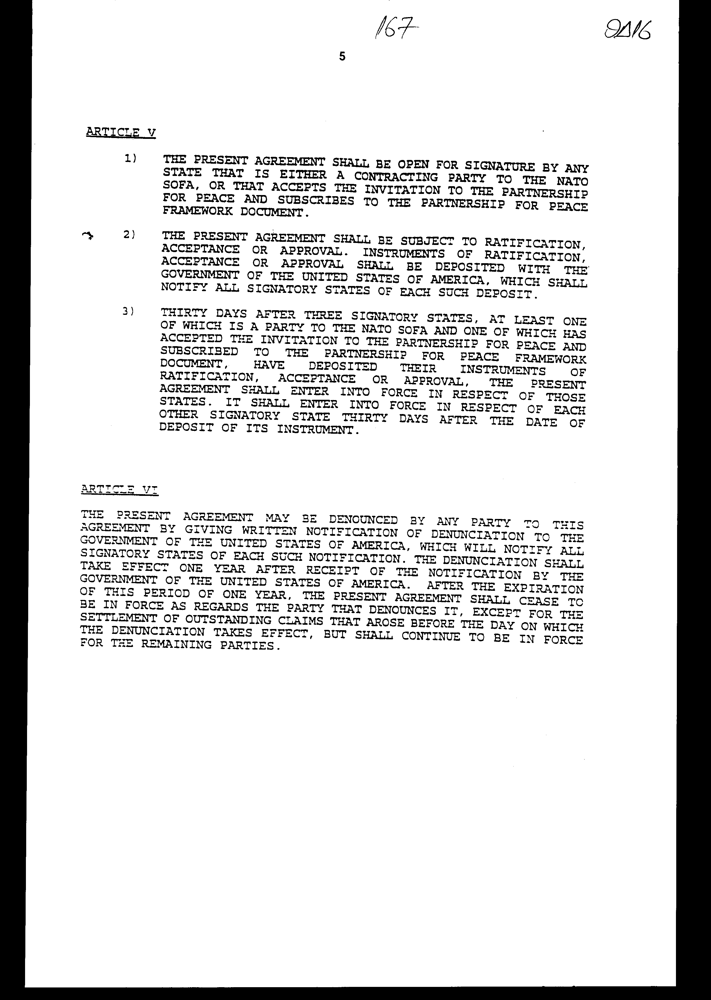 167
5
ARTICLE V
1) THE PRESENT AGREEMENT SHALL BE OPEN FOR SIGNATURE BY ANY
STATE THAT IS EITHER A CONTRACTING PARTY TO THE NATO
SOFA, OR THAT ACCEPTS THE INVITATION TO THE PARTNERSHIP
FOR PEACE AND SUBSCRIBES TO THE PARTNERSHIP FOR PEACE
FRAMEWORK DOCUMENT.
2) THE PRESENT AGREEMENT SHALL BE SUBJECT TO RATIFICATION,
ACCEPTANCE OR APPROVAL. INSTRUMENTS OF RATIFICATION,
ACCEPTANCE OR APPROVAL SHALL BE DEPOSITED WITH THE
GOVERNMENT OF THE UNITED STATES OF AMERICA, WHICH SHALL
NOTIFY ALL SIGNATORY STATES OF EACH SUCH DEPOSIT.
3) THIRTY DAYS AFTER THREE SIGNATORY STATES, AT LEAST ONE
OF WHICH IS A PARTY TO THE NATO SOFA AND ONE OF WHICH HAS
ACCEPTED THE INVITATION TO THE PARTNERSHIP FOR PEACE AND
SUBSCRIBED TO THE PARTNERSHIP FOR PEACE FRAMEWORK
DOCUMENT, HAVE DEPOSITED THEIR INSTRUMENTS OF
RATIFICATION, ACCEPTANCE OR APPROVAL, THE PRESENT
AGREEMENT SHALL ENTER INTO FORCE IN RESPECT OF THOSE
STATES. IT SHALL ENTER INTO FORCE IN RESPECT OF EACH
OTHER SIGNATORY STATE THIRTY DAYS AFTER THE DATE OF
DEPOSIT OF ITS INSTRUMENT.
ARTICLE VI
THE PRESENT AGREEMENT MAY BE DENOUNCED BY ANY PARTY TO THIS
AGREEMENT BY GIVING WRITTEN NOTIFICATION OF DENUNCIATION TO THE
GOVERNMENT OF THE UNITED STATES OF AMERICA, WHICH WILL NOTIFY ALL
SIGNATORY STATES OF EACH SUCH NOTIFICATION. THE DENUNCIATION SHALL
TAKE EFFECT ONE YEAR AFTER RECEIPT OF THE NOTIFICATION BY THE
GOVERNMENT OF THE UNITED STATES OF AMERICA. AFTER THE EXPIRATION
OF THIS PERIOD OF ONE YEAR, THE PRESENT AGREEMENT SHALL CEASE TO
BE IN FORCE AS REGARDS THE PARTY THAT DENOUNCES IT, EXCEPT FOR THE
SETTLEMENT OF OUTSTANDING CLAIMS THAT AROSE BEFORE THE DAY ON WHICH
THE DENUNCIATION TAKES EFFECT, BUT SHALL CONTINUE TO BE IN FORCE
FOR THE REMAINING PARTIES.